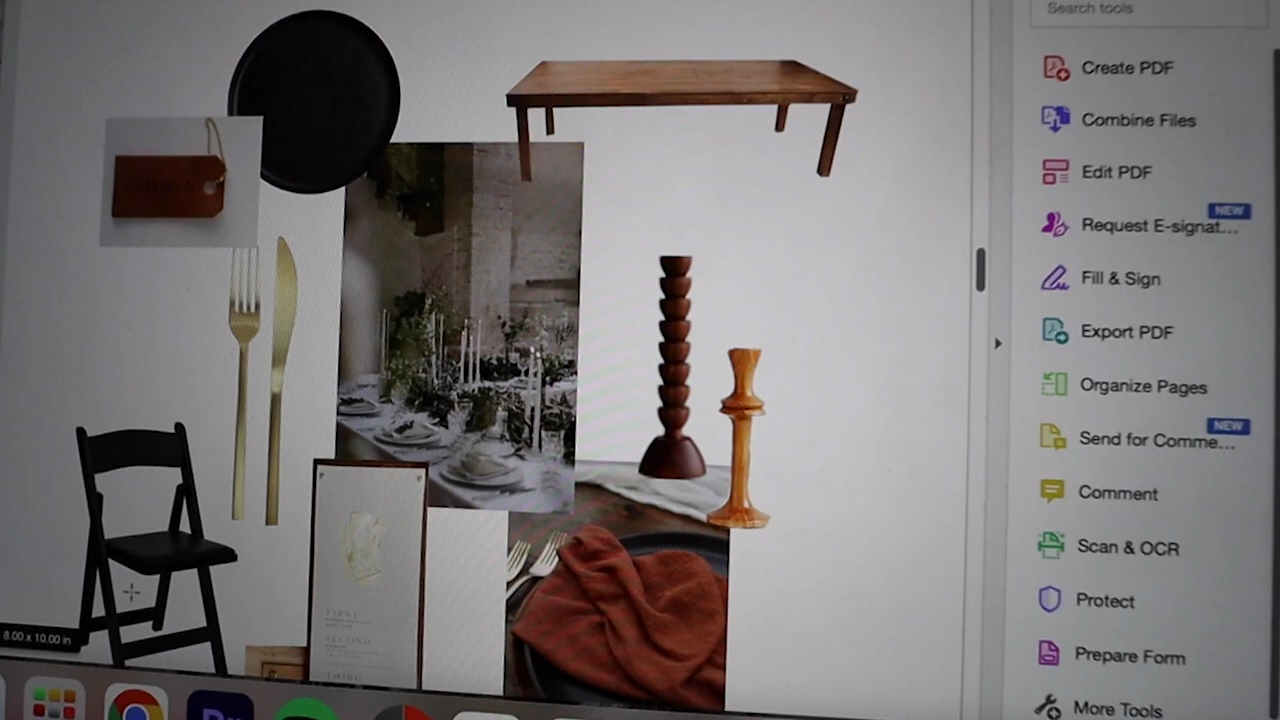 Search tools
Create PDF
Combine Files
Edit PDF
NEW
Request E-signat...
Fill & Sign
Export PDF
Organize Pages
NEW
Send for Comme...
Comment
Scan & OCR
Protect
Prepare Form
More Tools
FIRST
SECOND
8.00 x 10.00 in